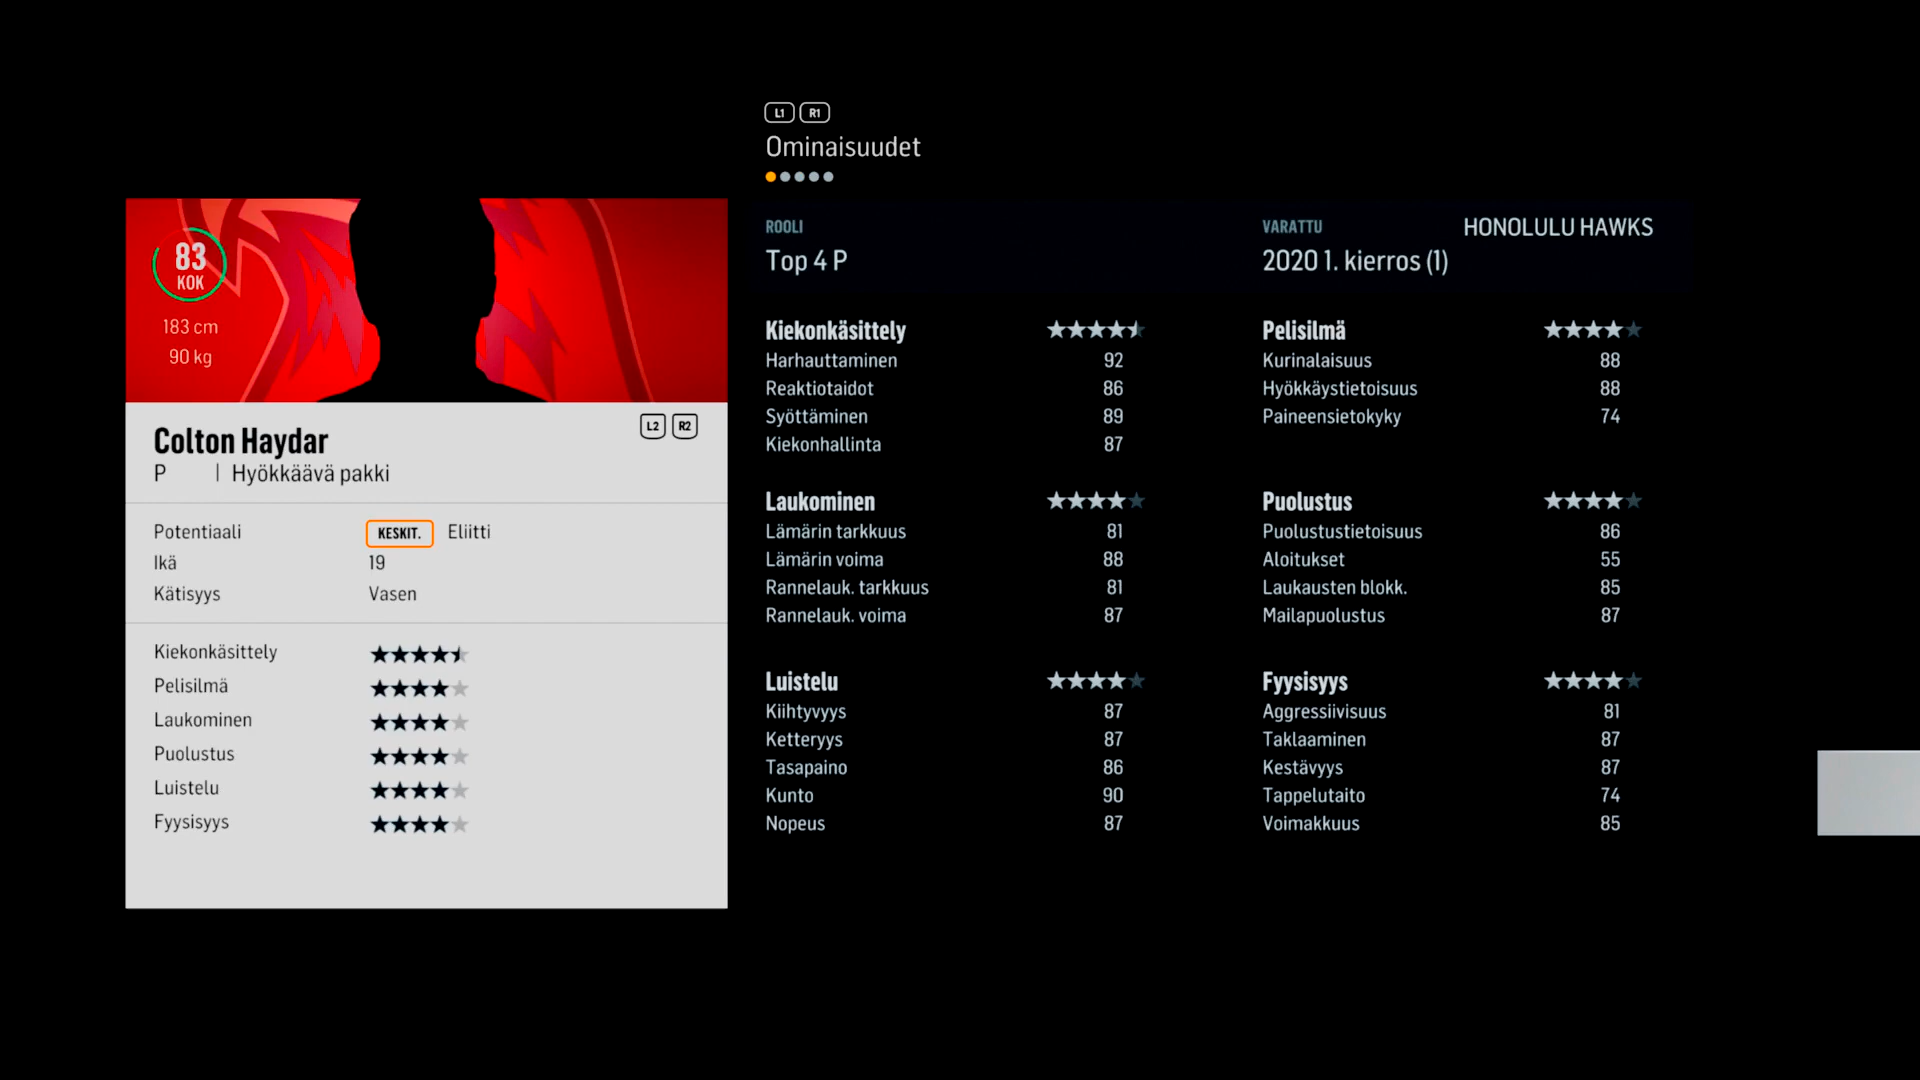 L1 R1
Ominaisuudet
83
KOK
183 cm
90 kg
Colton Haydar
L2 R2
P | Hyökkäävä pakki
Potentiaali KESKIT. Eliitti
Ikä 19
Kätisyys Vasen
Kiekonkäsittely
Pelisilmä
Laukominen
Puolustus
Luistelu
Fyysisyys
ROOLI
Top 4 P
VARATTU HONOLULU HAWKS
2020 1. kierros (1)
Kiekonkäsittely
Harhauttaminen 92
Reaktiotaidot 86
Syöttäminen 89
Kiekonhallinta 87
Pelisilmä
Kurinalaisuus 88
Hyökkäystietoisuus 88
Paineensietokyky 74
Laukominen
Lämärin tarkkuus 81
Lämärin voima 88
Rannelauk. tarkkuus 81
Rannelauk. voima 87
Puolustus
Puolustustietoisuus 86
Aloitukset 55
Laukausten blokk. 85
Mailapuolustus 87
Luistelu
Kiihtyvyys 87
Ketteryys 87
Tasapaino 86
Kunto 90
Nopeus 87
Fyysisyys
Aggressiivisuus 81
Taklaaminen 87
Kestävyys 87
Tappelutaito 74
Voimakkuus 85